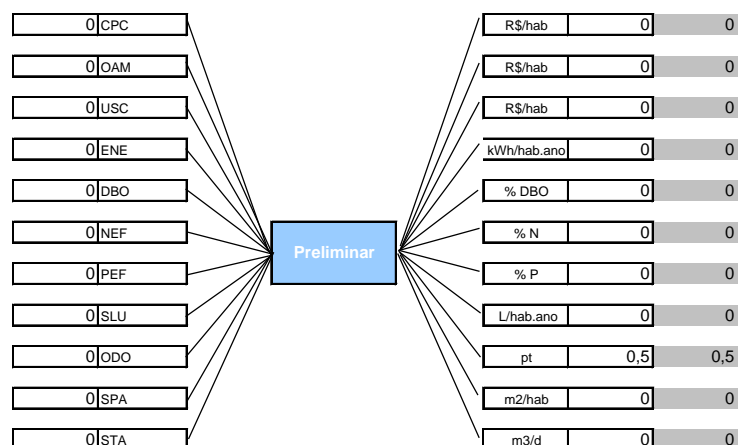 0 CPC R$/hab 0 0
0 OAM R$/hab 0 0
0 USC R$/hab 0 0
0 ENE kWh/hab.ano 0 0
0 DBO % DBO 0 0
0 NEF % N 0 0
Preliminar
0 PEF % P 0 0
0 SLU L/hab.ano 0 0
0 ODO pt 0,5 0,5
0 SPA m2/hab 0 0
0 STA m3/d 0 0